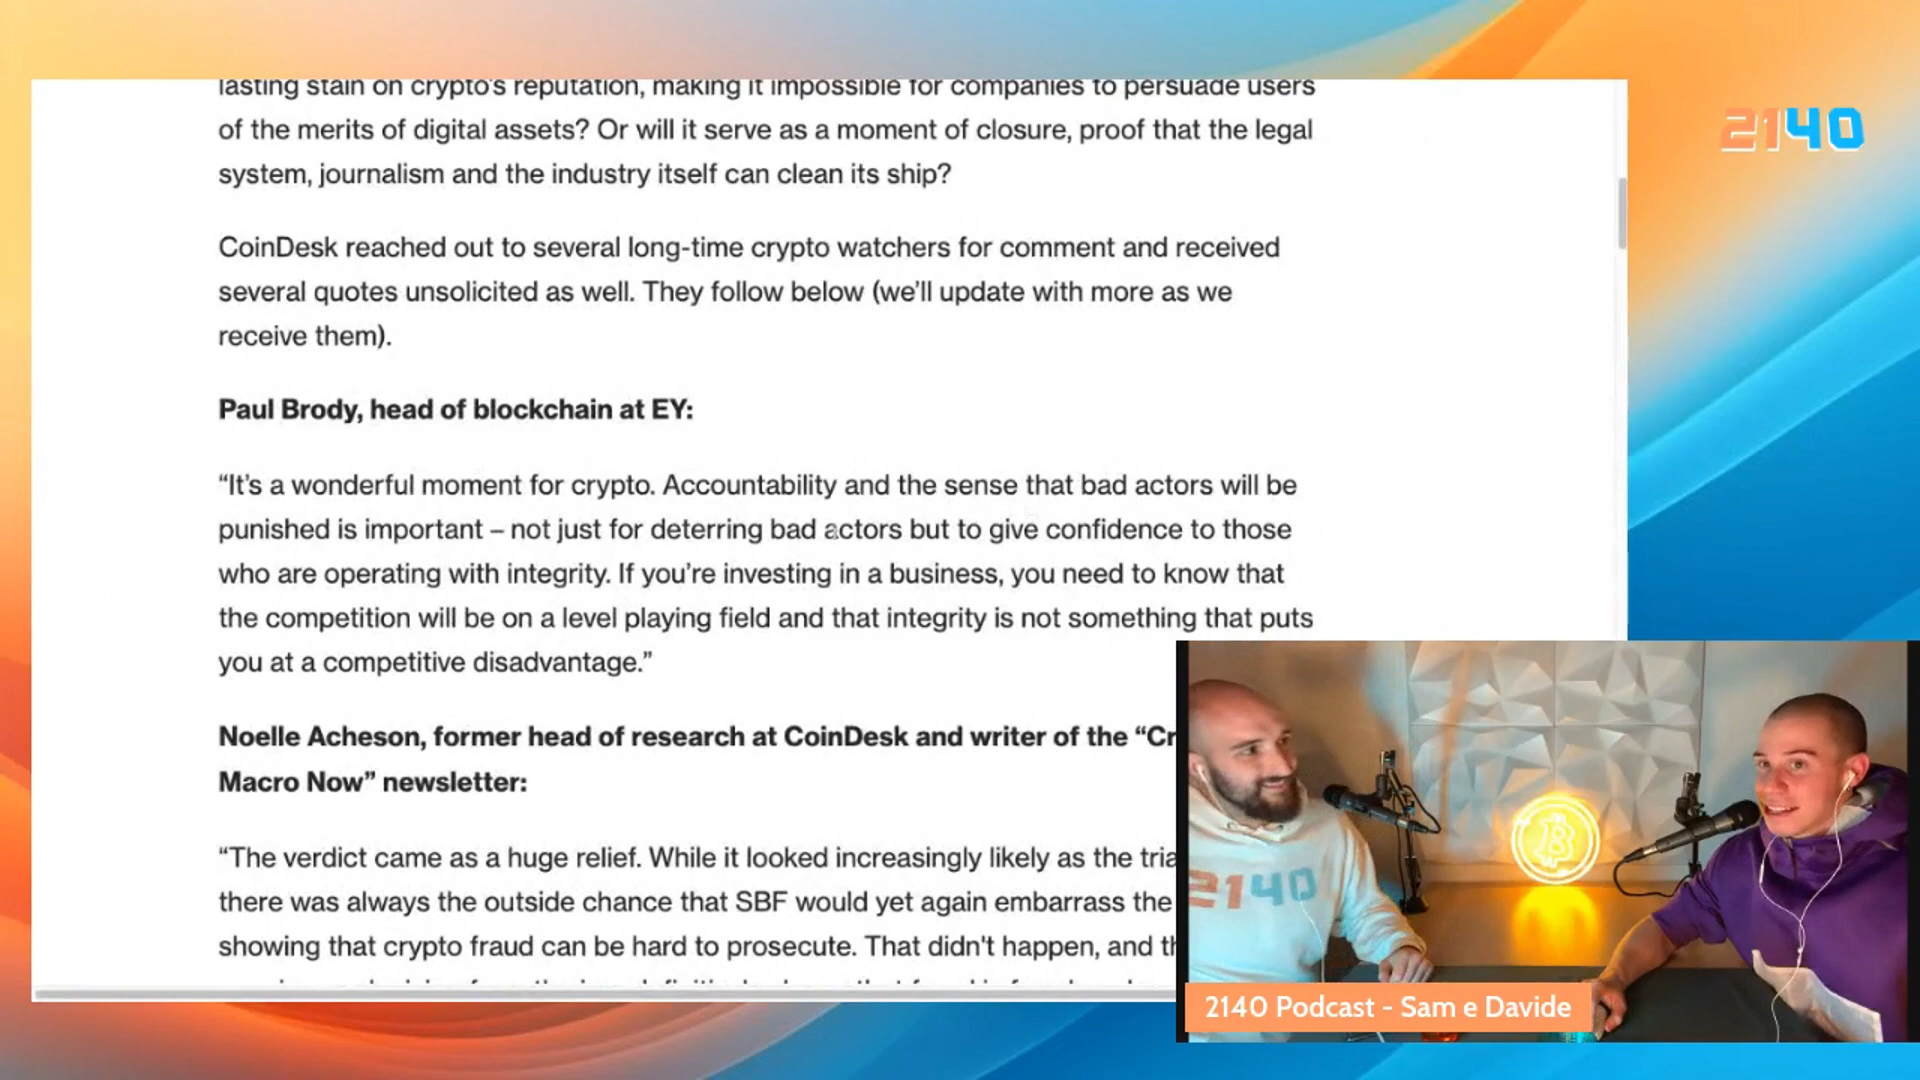 lasting stain on crypto's reputation, making it impossible for companies to persuade users
of the merits of digital assets? Or will it serve as a moment of closure, proof that the legal
system, journalism and the industry itself can clean its ship?
CoinDesk reached out to several long-time crypto watchers for comment and received
several quotes unsolicited as well. They follow below (we'll update with more as we
receive them).
Paul Brody, head of blockchain at EY:
“It's a wonderful moment for crypto. Accountability and the sense that bad actors will be
punished is important – not just for deterring bad actors but to give confidence to those
who are operating with integrity. If you're investing in a business, you need to know that
the competition will be on a level playing field and that integrity is not something that puts
you at a competitive disadvantage.”
Noelle Acheson, former head of research at CoinDesk and writer of the “Cr
Macro Now” newsletter:
“The verdict came as a huge relief. While it looked increasingly likely as the tria
there was always the outside chance that SBF would yet again embarrass the
showing that crypto fraud can be hard to prosecute. That didn't happen, and th
2140
2140
2140 Podcast - Sam e Davide